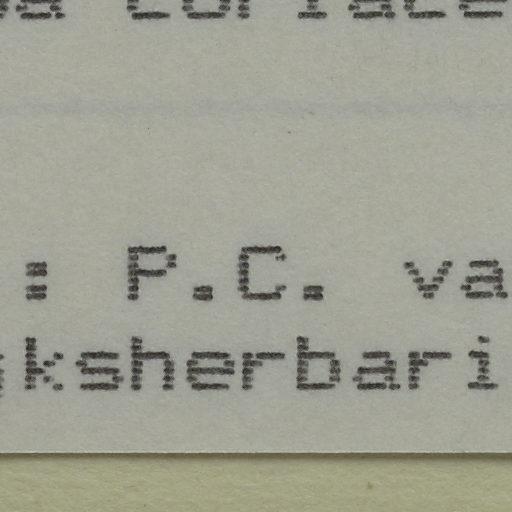 : P.C. va
ksherbari